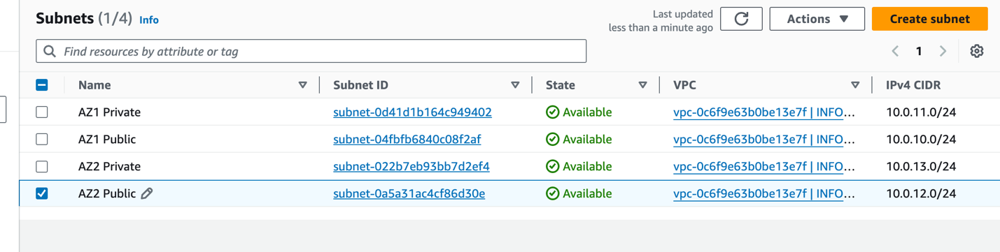 Subnets (1/4) Info
Last updated
less than a minute ago
Actions
Create subnet
Find resources by attribute or tag
1
Name Subnet ID State VPC IPv4 CIDR
AZ1 Private subnet-0d41d1b164c949402 Available vpc-0c6f9e63b0be13e7f | INFO… 10.0.11.0/24
AZ1 Public subnet-04fbfb6840c08f2af Available vpc-0c6f9e63b0be13e7f | INFO… 10.0.10.0/24
AZ2 Private subnet-022b7eb93bb7d2ef4 Available vpc-0c6f9e63b0be13e7f | INFO… 10.0.13.0/24
AZ2 Public subnet-0a5a31ac4cf86d30e Available vpc-0c6f9e63b0be13e7f | INFO… 10.0.12.0/24